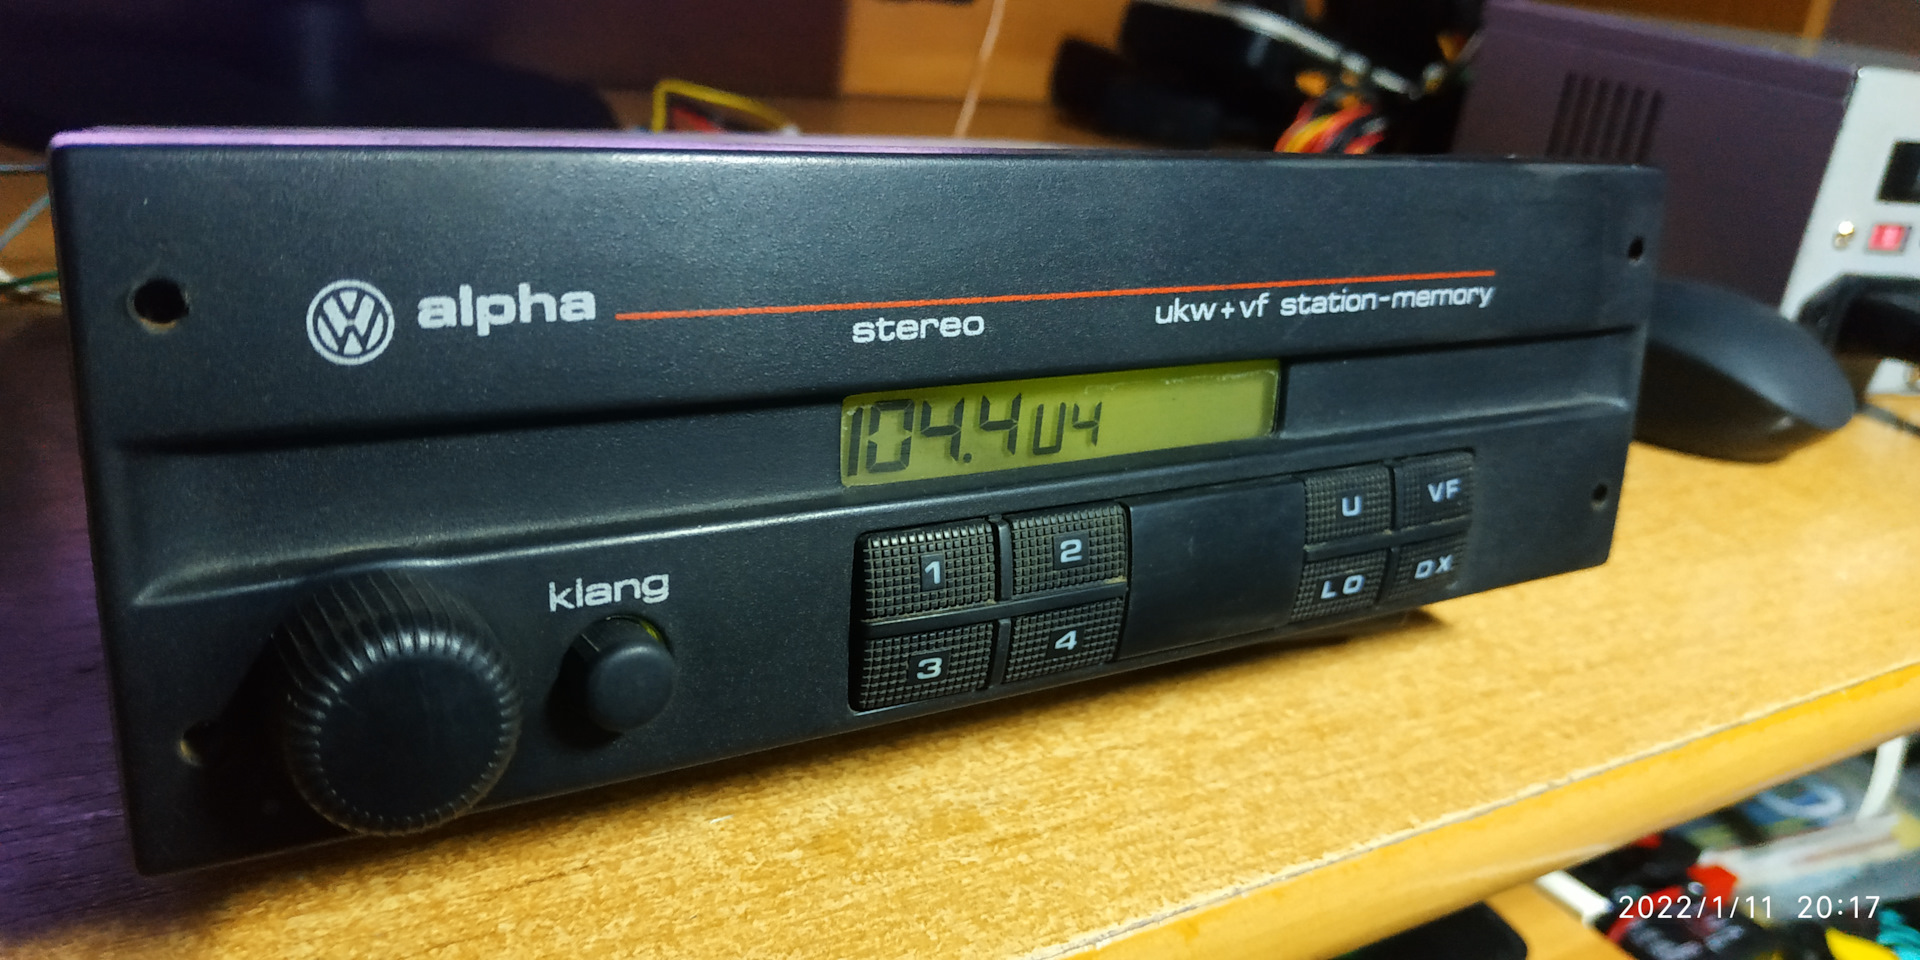 VW alpha
stereo
ukw+vf station-memory
104.4 U4
klang
1
2
3
4
U
VF
LO
DX
2022/1/11 20:17